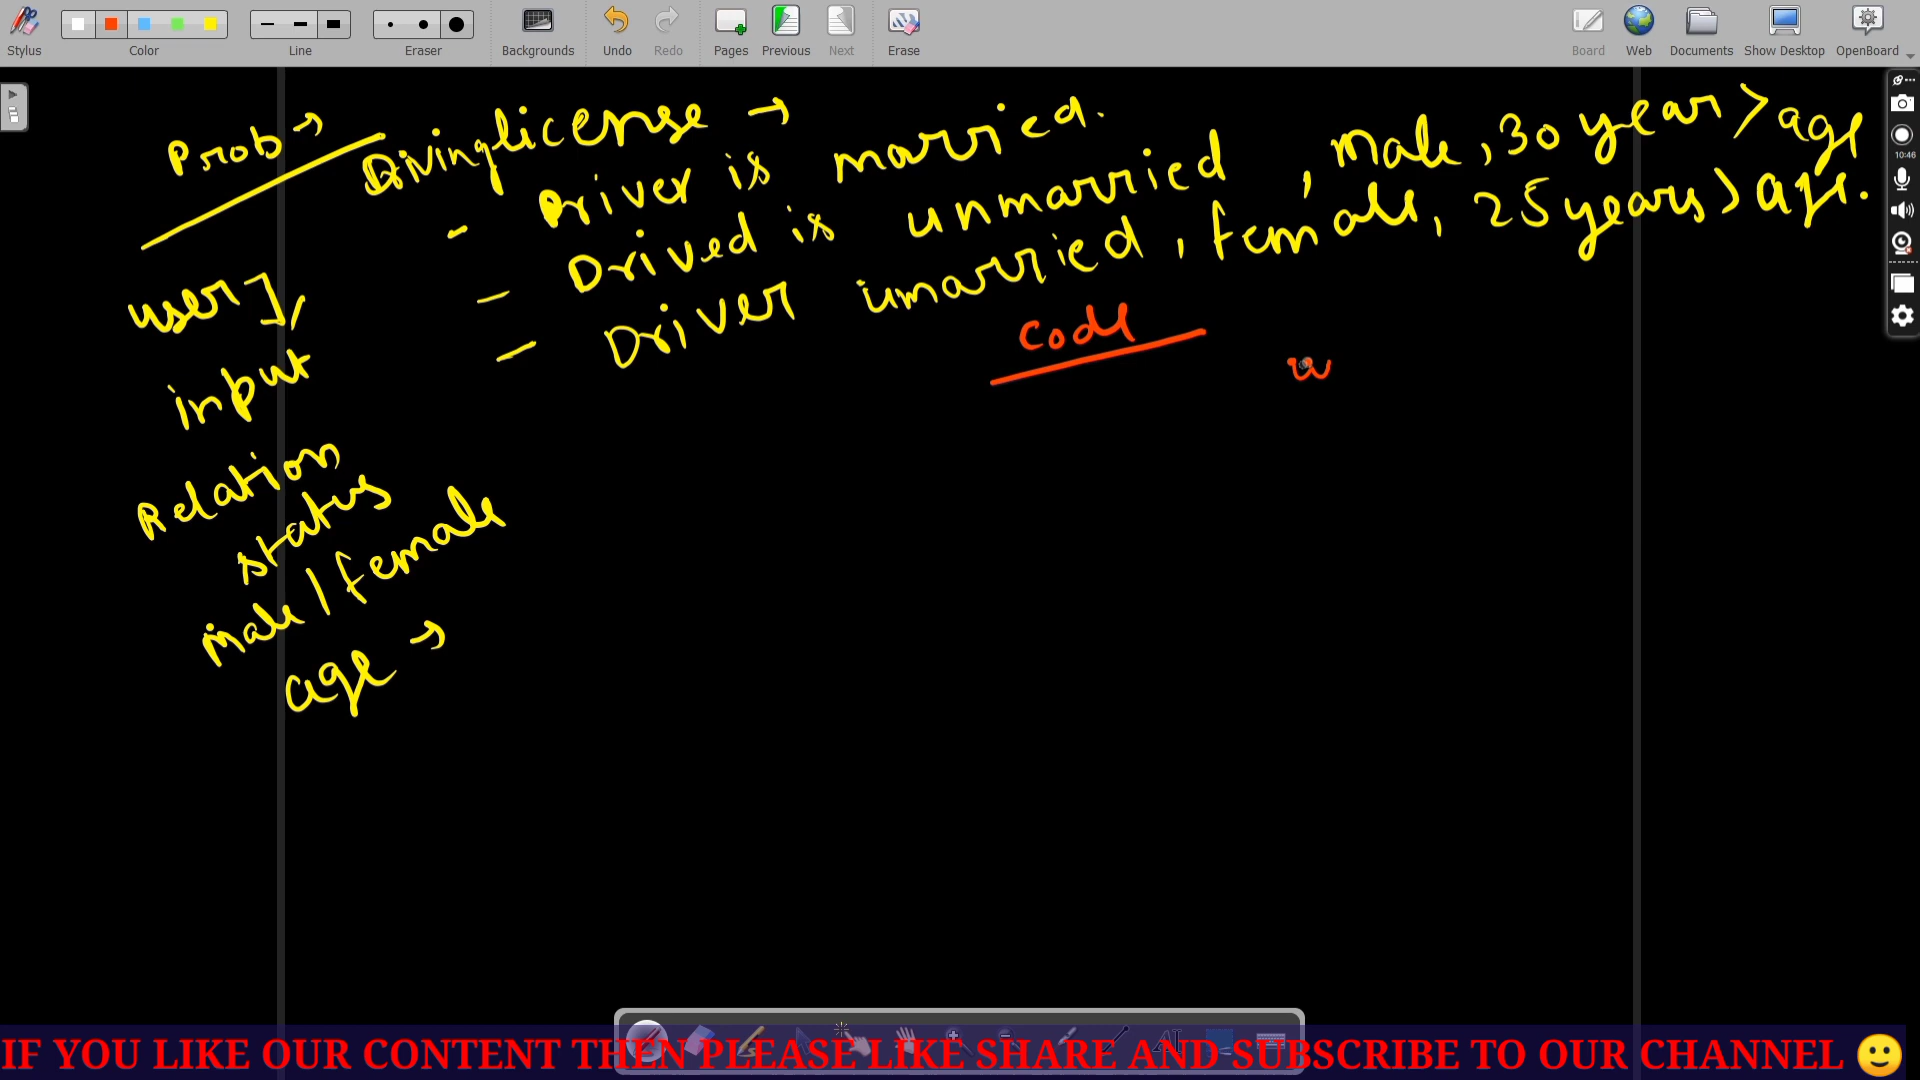 Stylus Color Line Eraser Backgrounds Undo Redo Pages Previous Next Erase Board Web Documents Show Desktop OpenBoard
10:46
Prob → Drivinglicense →
- Driver is married.
- Drived is unmarried , male, 30 year > age
- Driver unmarried, female, 25 years > age.
user],
input
Relation
status
male / female
age →
code
IF YOU LIKE OUR CONTENT THEN PLEASE LIKE SHARE AND SUBSCRIBE TO OUR CHANNEL 🙂